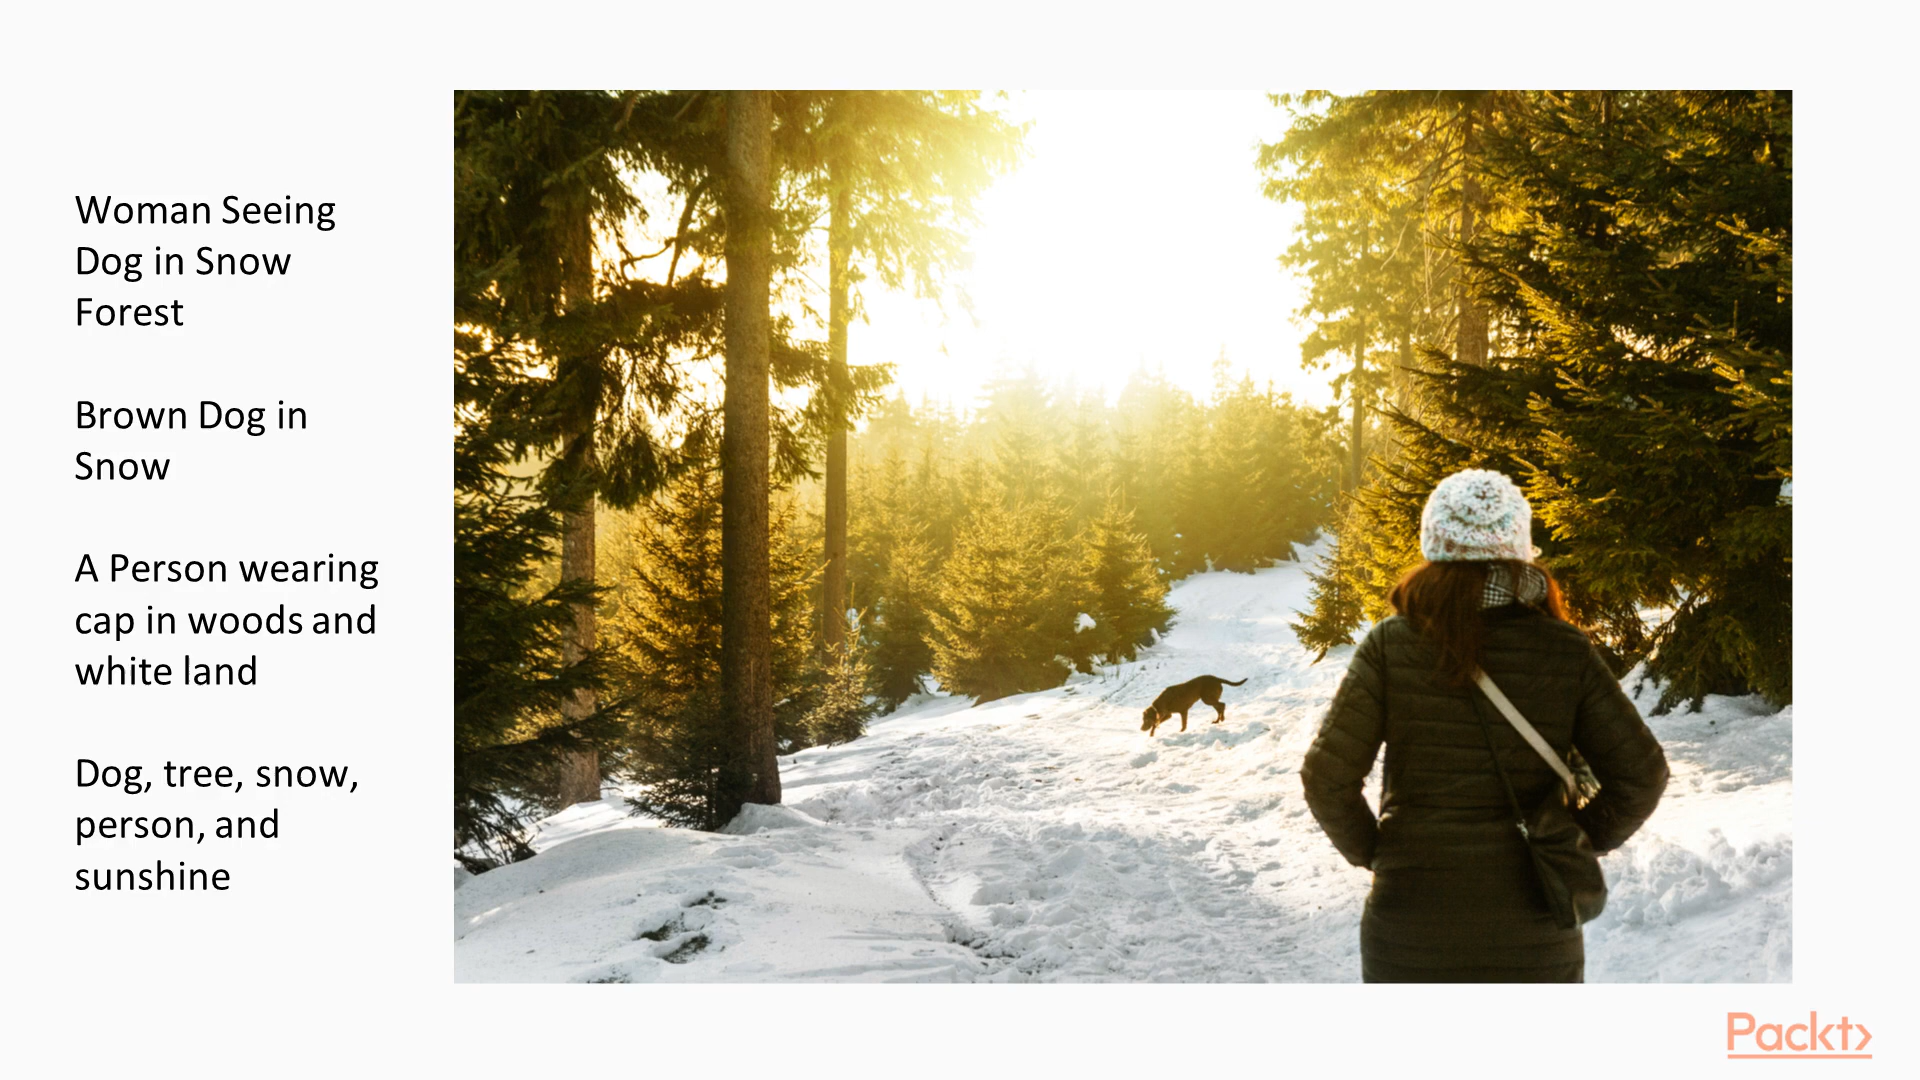 Woman Seeing
Dog in Snow
Forest
Brown Dog in
Snow
A Person wearing
cap in woods and
white land
Dog, tree, snow,
person, and
sunshine
Packt>